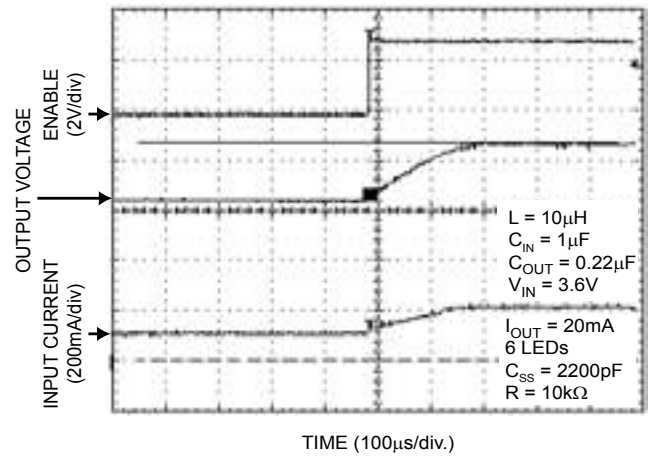 ENABLE
(2V/div)
OUTPUT VOLTAGE
INPUT CURRENT
(200mA/div)
L = 10μH
C_IN = 1μF
C_OUT = 0.22μF
V_IN = 3.6V
I_OUT = 20mA
6 LEDs
C_SS = 2200pF
R = 10kΩ
TIME (100μs/div.)